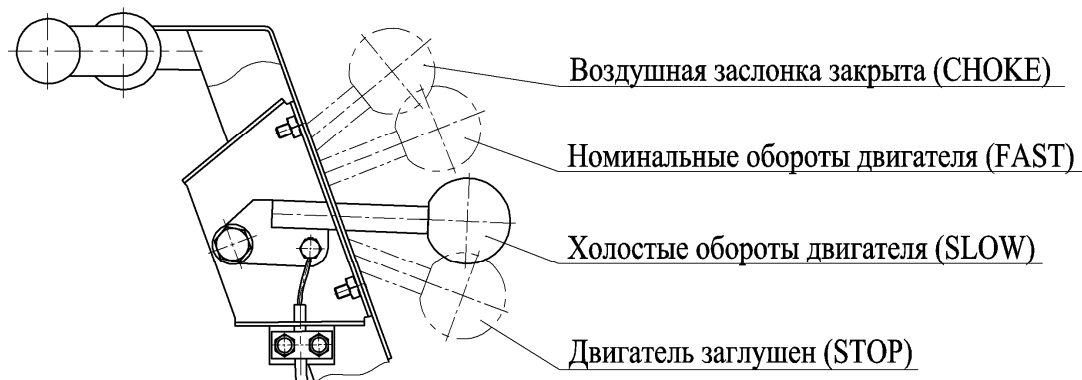 Воздушная заслонка закрыта (CHOKE)
Номинальные обороты двигателя (FAST)
Холостые обороты двигателя (SLOW)
Двигатель заглушен (STOP)